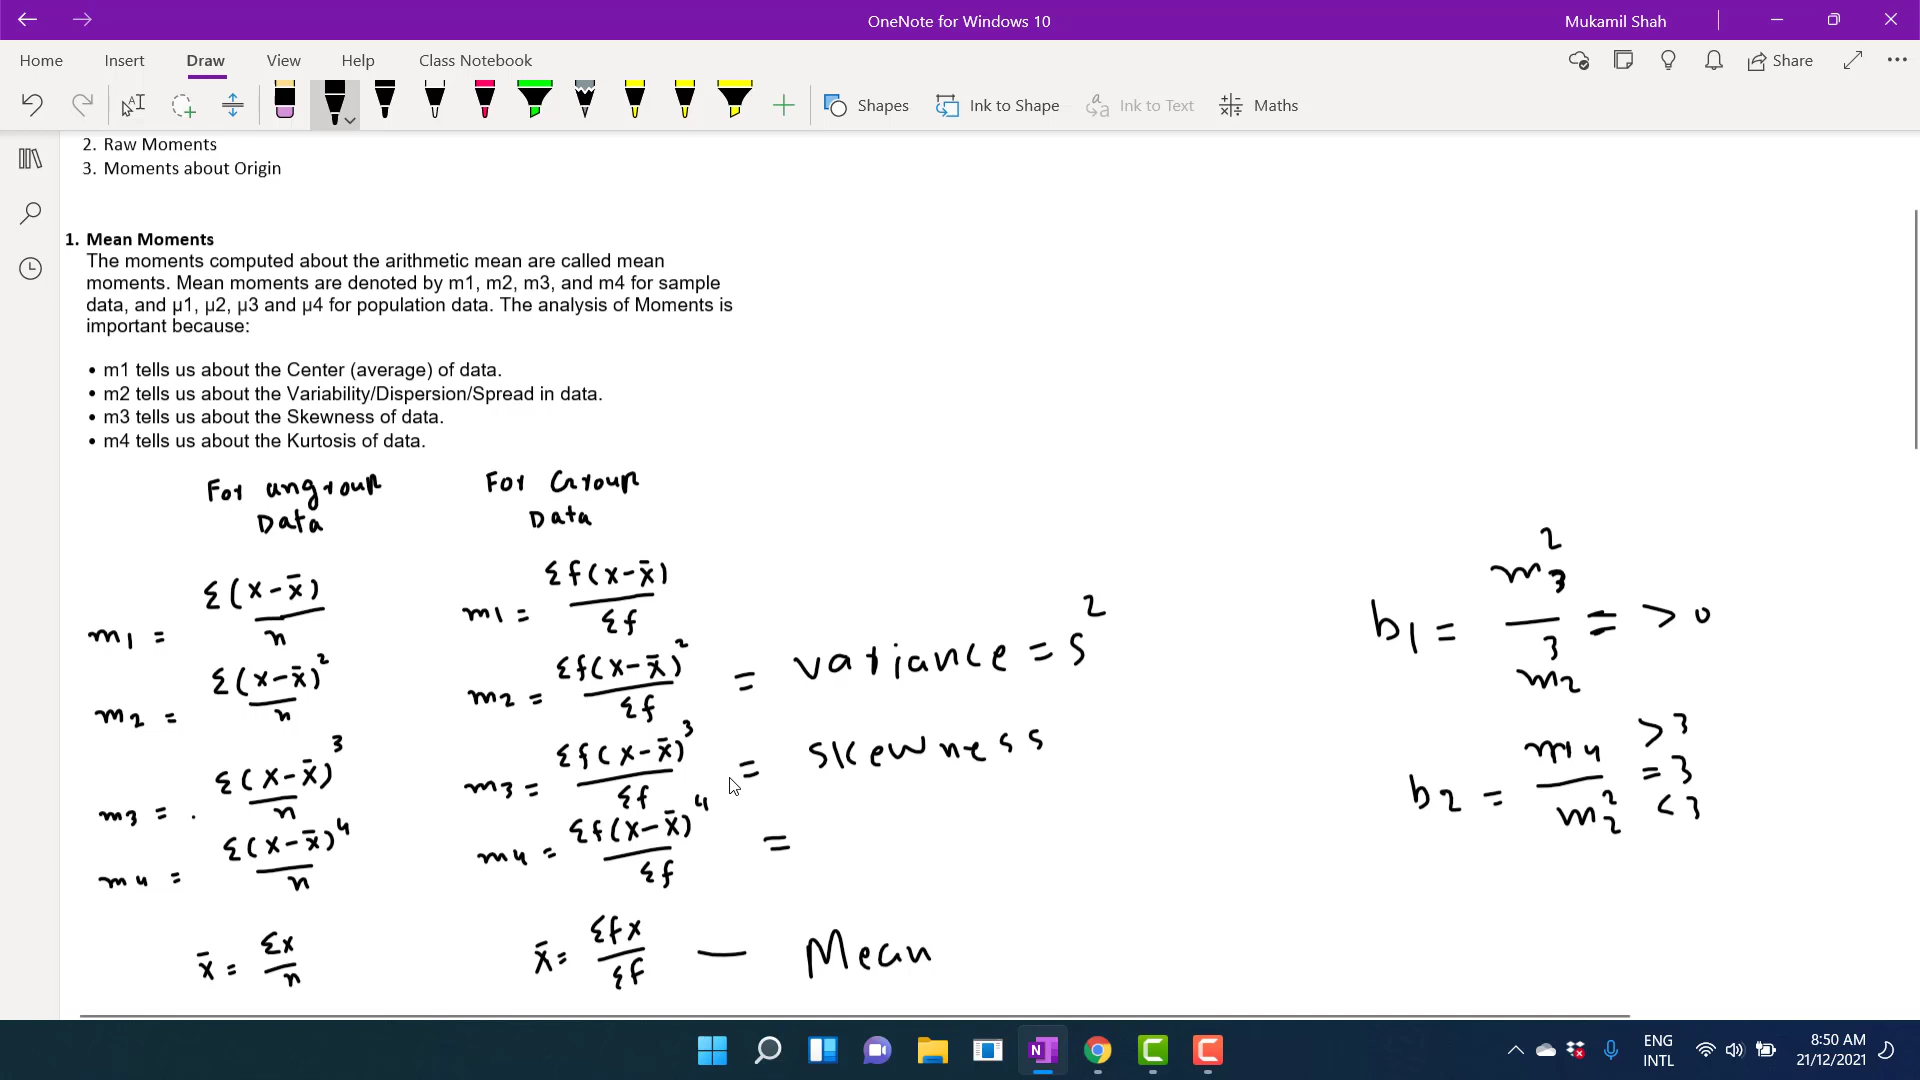 OneNote for Windows 10
Mukamil Shah
Home Insert Draw View Help Class Notebook
Share
Shapes Ink to Shape Ink to Text Maths
2. Raw Moments
3. Moments about Origin
1. Mean Moments
The moments computed about the arithmetic mean are called mean
moments. Mean moments are denoted by m1, m2, m3, and m4 for sample
data, and μ1, μ2, μ3 and μ4 for population data. The analysis of Moments is
important because:
• m1 tells us about the Center (average) of data.
• m2 tells us about the Variability/Dispersion/Spread in data.
• m3 tells us about the Skewness of data.
• m4 tells us about the Kurtosis of data.
For ungroup
Data
For Group
Data
m1 = Σ(x-x̄)/n
m1 = Σf(x-x̄)/Σf
m2 = Σ(x-x̄)²/n
m2 = Σf(x-x̄)²/Σf = variance = s²
m3 = Σ(x-x̄)³/n
m3 = Σf(x-x̄)³/Σf = skewness
m4 = Σ(x-x̄)⁴/n
m4 = Σf(x-x̄)⁴/Σf =
x̄ = Σx/n
x̄ = Σfx/Σf — Mean
b1 = m3²/m2³ = > 0
b2 = m4/m2² >3
= 3
< 3
ENG
INTL
8:50 AM
21/12/2021